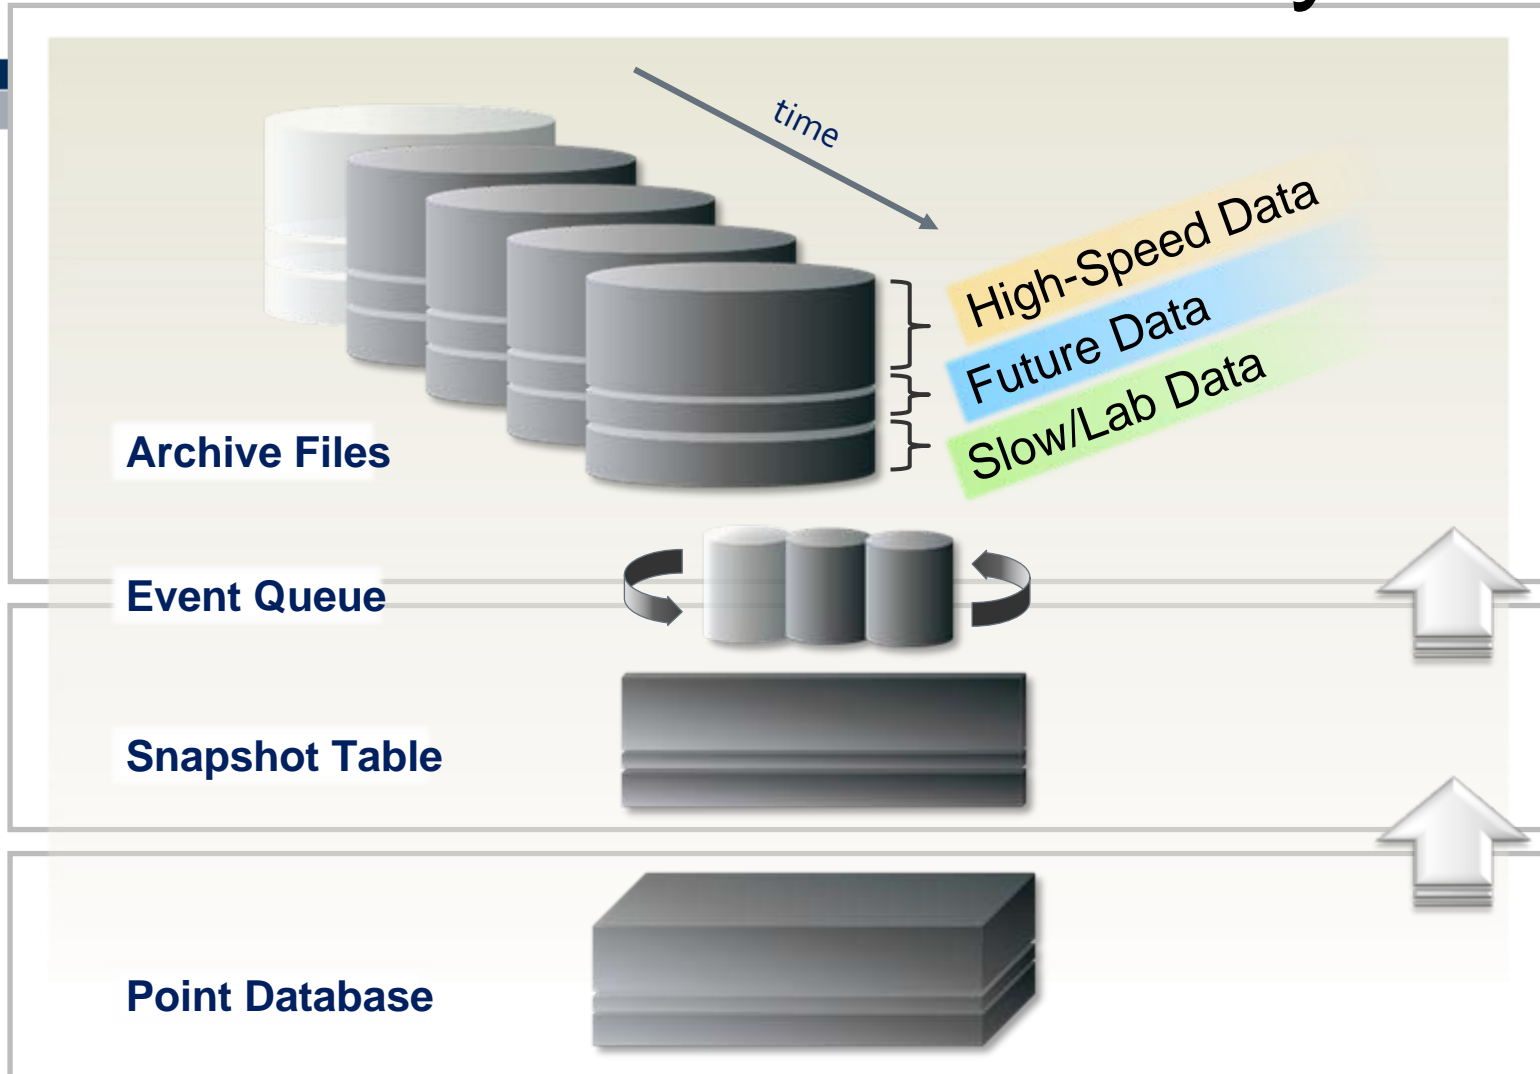 time
High-Speed Data
Future Data
Slow/Lab Data
Archive Files
Event Queue
Snapshot Table
Point Database